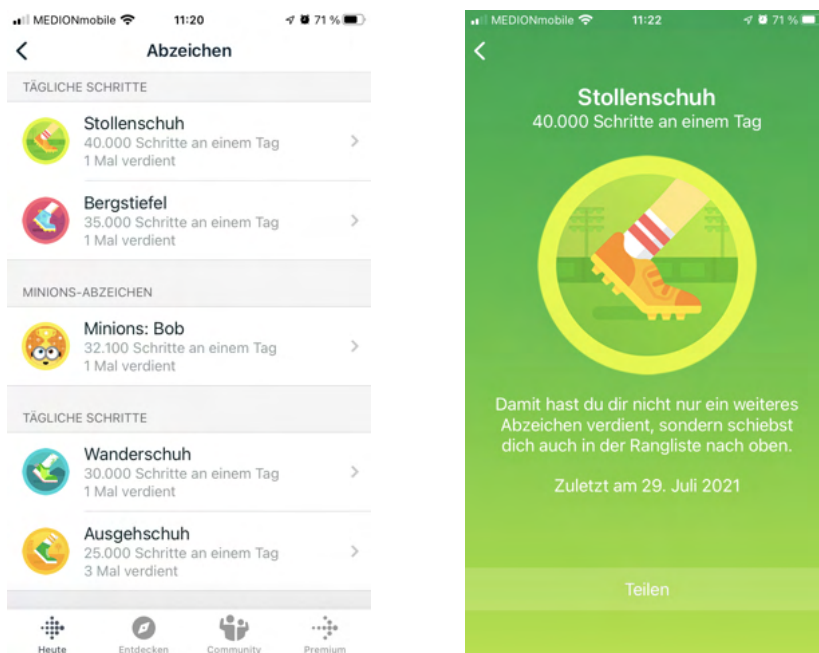 MEDIONmobile 11:20 71 %
Abzeichen
TÄGLICHE SCHRITTE
Stollenschuh
40.000 Schritte an einem Tag
1 Mal verdient
Bergstiefel
35.000 Schritte an einem Tag
1 Mal verdient
MINIONS-ABZEICHEN
Minions: Bob
32.100 Schritte an einem Tag
1 Mal verdient
TÄGLICHE SCHRITTE
Wanderschuh
30.000 Schritte an einem Tag
1 Mal verdient
Ausgehschuh
25.000 Schritte an einem Tag
3 Mal verdient
Heute Entdecken Community Premium
MEDIONmobile 11:22 71 %
Stollenschuh
40.000 Schritte an einem Tag
Damit hast du dir nicht nur ein weiteres
Abzeichen verdient, sondern schiebst
dich auch in der Rangliste nach oben.
Zuletzt am 29. Juli 2021
Teilen